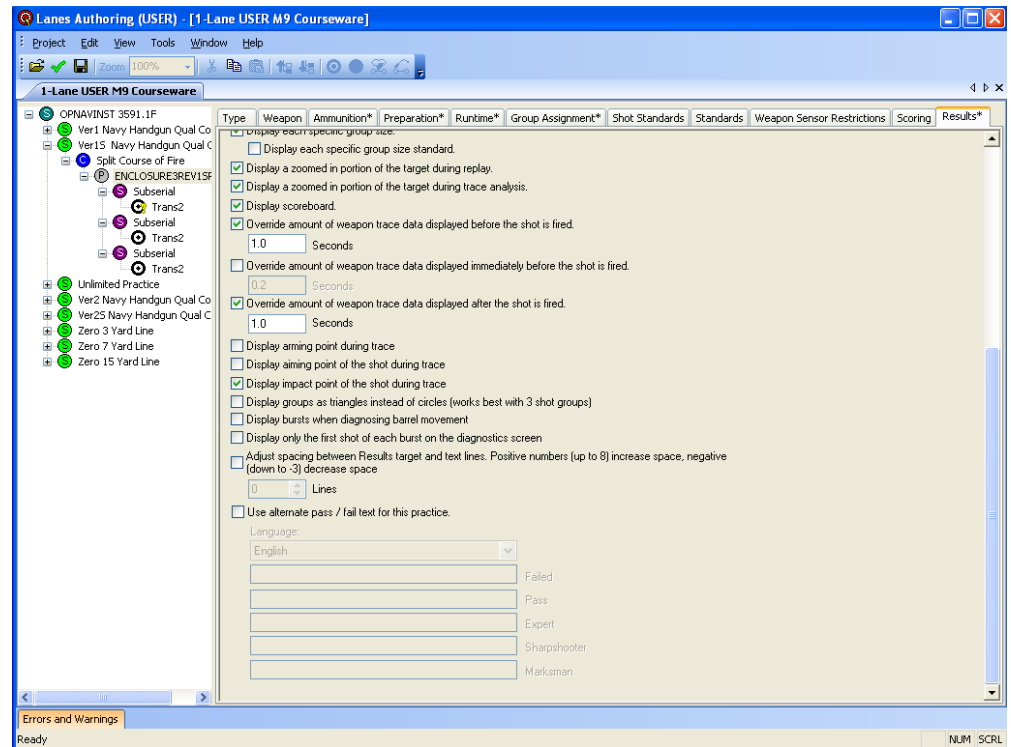 Lanes Authoring (USER) - [1-Lane USER M9 Courseware]
Project Edit View Tools Window Help
Zoom 100%
1-Lane USER M9 Courseware
OPNAVINST 3591.1F
Ver1 Navy Handgun Qual Co
Ver1S Navy Handgun Qual C
Split Course of Fire
ENCLOSURE3REV1SF
Subserial
Trans2
Subserial
Trans2
Subserial
Trans2
Unlimited Practice
Ver2 Navy Handgun Qual Co
Ver2S Navy Handgun Qual C
Zero 3 Yard Line
Zero 7 Yard Line
Zero 15 Yard Line
Type Weapon Ammunition* Preparation* Runtime* Group Assignment* Shot Standards Standards Weapon Sensor Restrictions Scoring Results*
Display each specific group size.
Display each specific group size standard.
Display a zoomed in portion of the target during replay.
Display a zoomed in portion of the target during trace analysis.
Display scoreboard.
Override amount of weapon trace data displayed before the shot is fired.
1.0 Seconds
Override amount of weapon trace data displayed immediately before the shot is fired.
0.2 Seconds
Override amount of weapon trace data displayed after the shot is fired.
1.0 Seconds
Display arming point during trace
Display aiming point of the shot during trace
Display impact point of the shot during trace
Display groups as triangles instead of circles (works best with 3 shot groups)
Display bursts when diagnosing barrel movement
Display only the first shot of each burst on the diagnostics screen
Adjust spacing between Results target and text lines. Positive numbers (up to 8) increase space, negative
(down to -3) decrease space
0 Lines
Use alternate pass / fail text for this practice.
Language:
English
Failed
Pass
Expert
Sharpshooter
Marksman
Errors and Warnings
Ready NUM SCRL